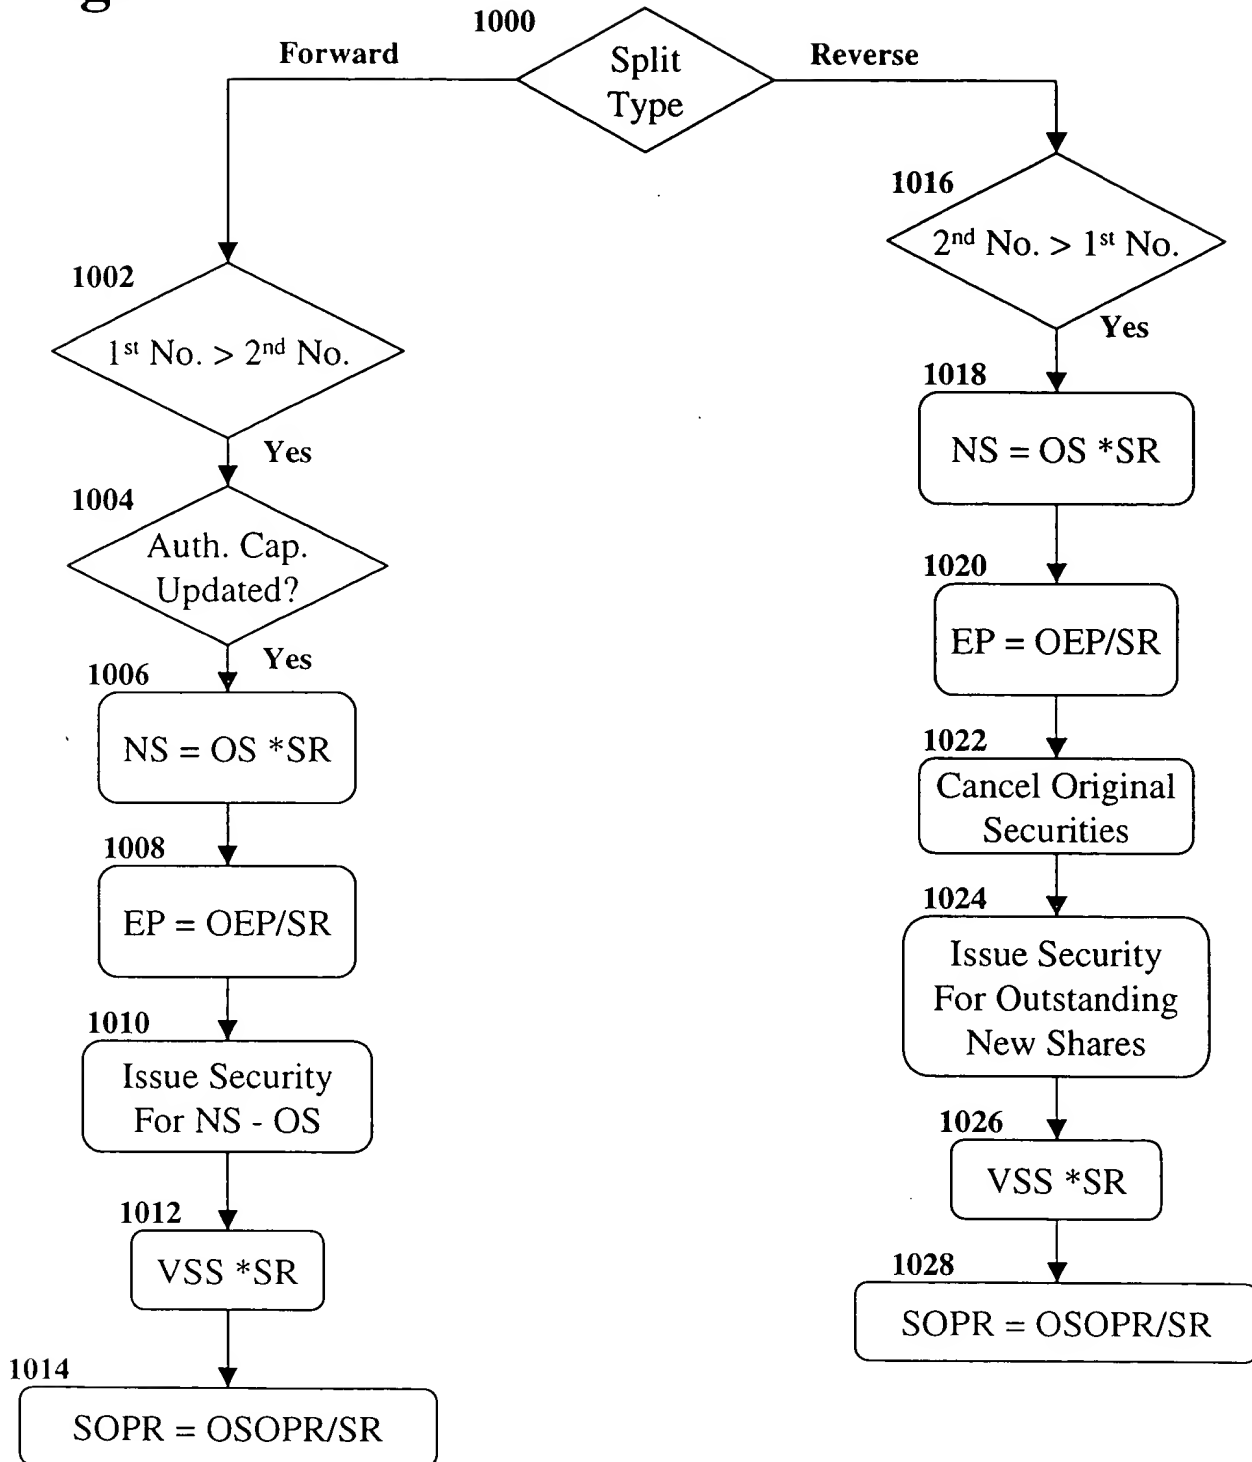 g
1000
Split
Type
Forward
Reverse
1002
1st No. > 2nd No.
Yes
1004
Auth. Cap.
Updated?
Yes
1006
NS = OS *SR
1008
EP = OEP/SR
1010
Issue Security
For NS - OS
1012
VSS *SR
1014
SOPR = OSOPR/SR
1016
2nd No. > 1st No.
Yes
1018
NS = OS *SR
1020
EP = OEP/SR
1022
Cancel Original
Securities
1024
Issue Security
For Outstanding
New Shares
1026
VSS *SR
1028
SOPR = OSOPR/SR